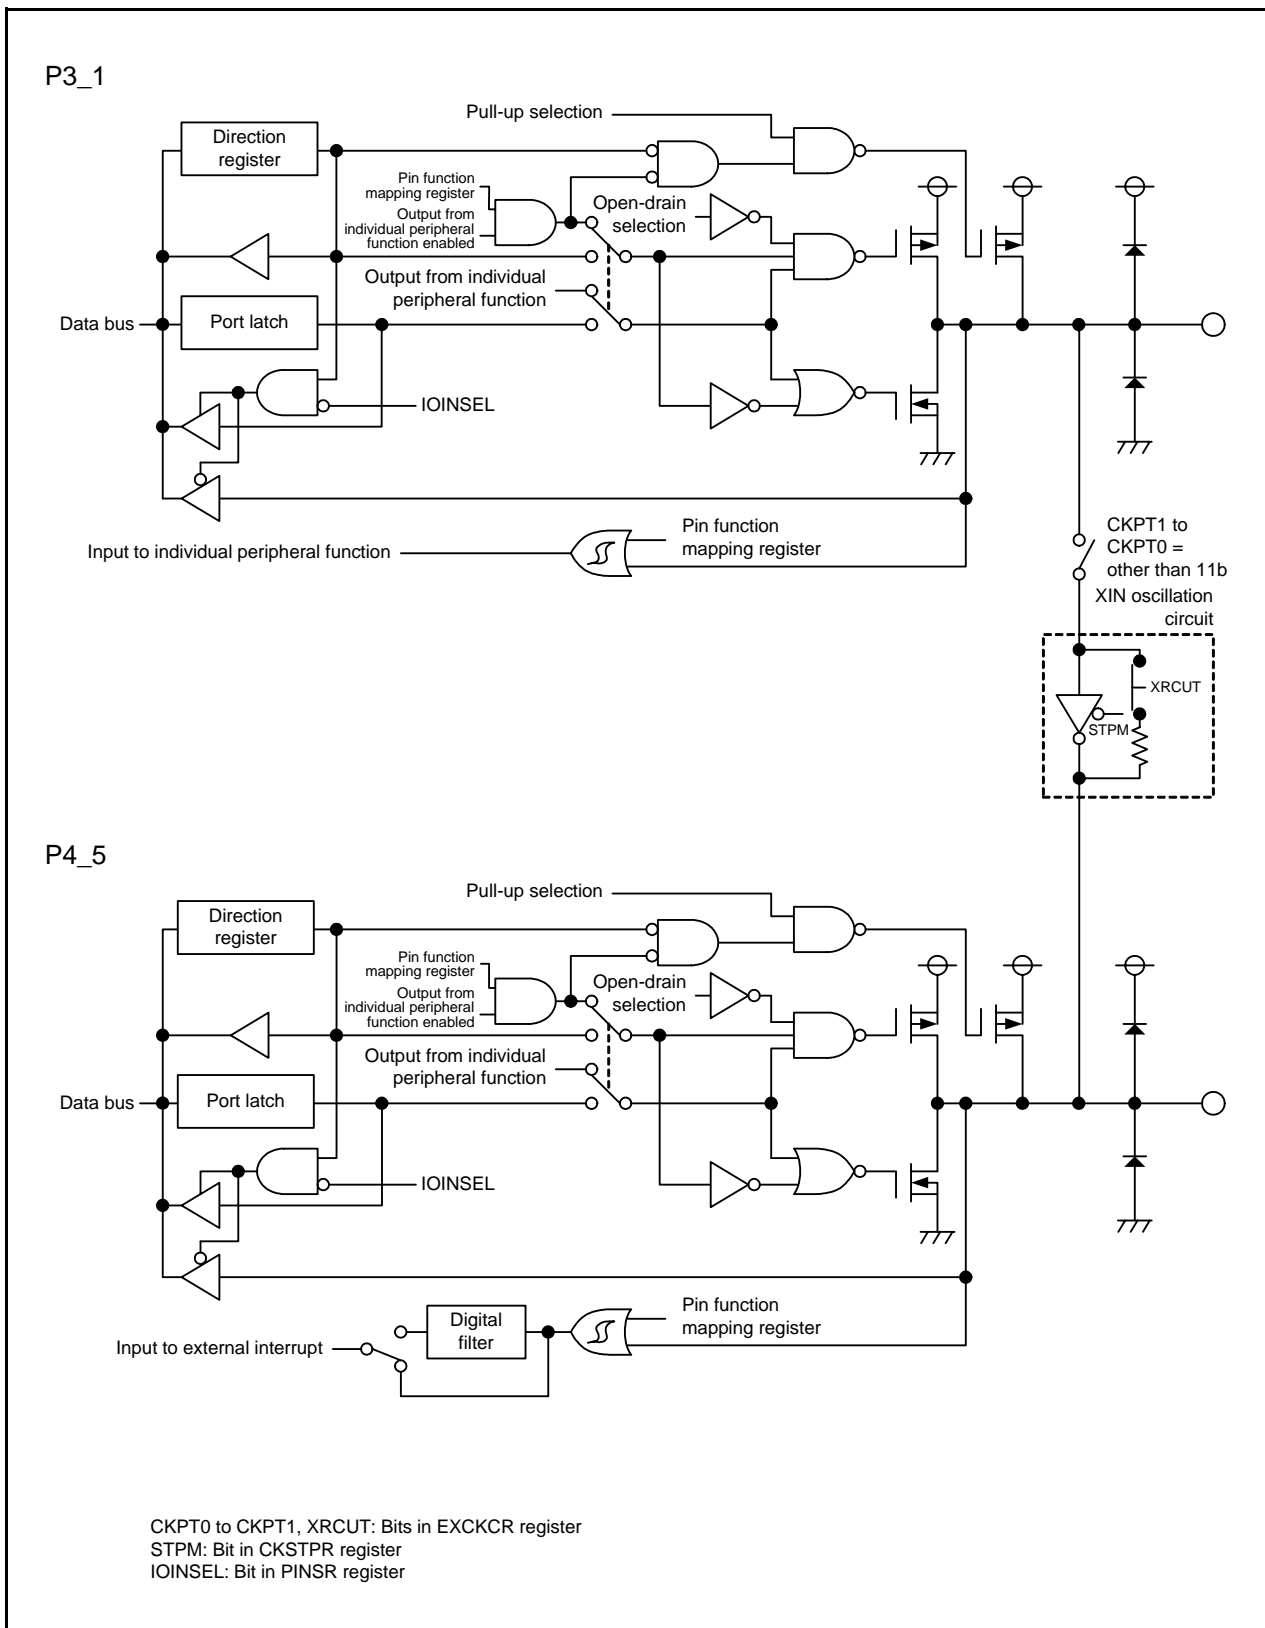 P3_1
Pull-up selection
Direction
register
Pin function
mapping register
Output from
individual peripheral
function enabled
Open-drain
selection
Output from individual
peripheral function
Data bus
Port latch
IOINSEL
Pin function
mapping register
Input to individual peripheral function
CKPT1 to
CKPT0 =
other than 11b
XIN oscillation
circuit
XRCUT
STPM
P4_5
Pull-up selection
Direction
register
Pin function
mapping register
Output from
individual peripheral
function enabled
Open-drain
selection
Output from individual
peripheral function
Data bus
Port latch
IOINSEL
Pin function
mapping register
Digital
filter
Input to external interrupt
CKPT0 to CKPT1, XRCUT: Bits in EXCKCR register
STPM: Bit in CKSTPR register
IOINSEL: Bit in PINSR register